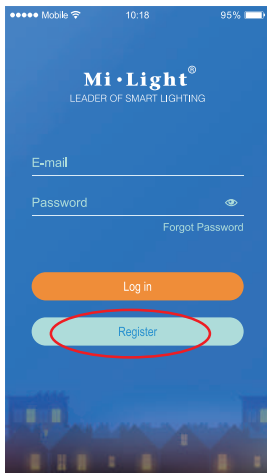 ●●●●● Mobile 10:18 95%
Mi•Light®
LEADER OF SMART LIGHTING
E-mail
Password
Forgot Password
Log in
Register